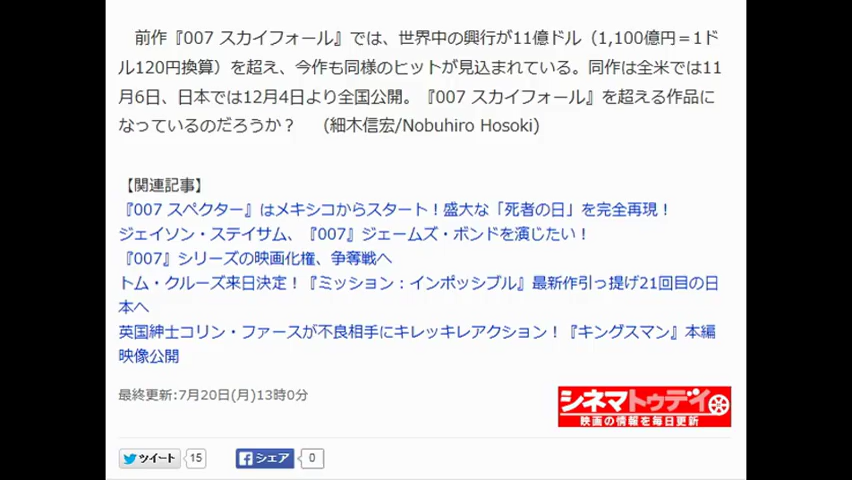 前作『007 スカイフォール』では、世界中の興行が11億ドル（1,100億円＝1ド
ル120円換算）を超え、今作も同様のヒットが見込まれている。同作は全米では11
月6日、日本では12月4日より全国公開。『007 スカイフォール』を超える作品に
なっているのだろうか？　（細木信宏/Nobuhiro Hosoki)
【関連記事】
『007 スペクター』はメキシコからスタート！盛大な「死者の日」を完全再現！
ジェイソン・ステイサム、『007』ジェームズ・ボンドを演じたい！
『007』シリーズの映画化権、争奪戦へ
トム・クルーズ来日決定！『ミッション：インポッシブル』最新作引っ提げ21回目の日
本へ
英国紳士コリン・ファースが不良相手にキレッキレアクション！『キングスマン』本編
映像公開
最終更新:7月20日(月)13時0分
シネマトゥデイ
映画の情報を毎日更新
ツイート 15 シェア 0